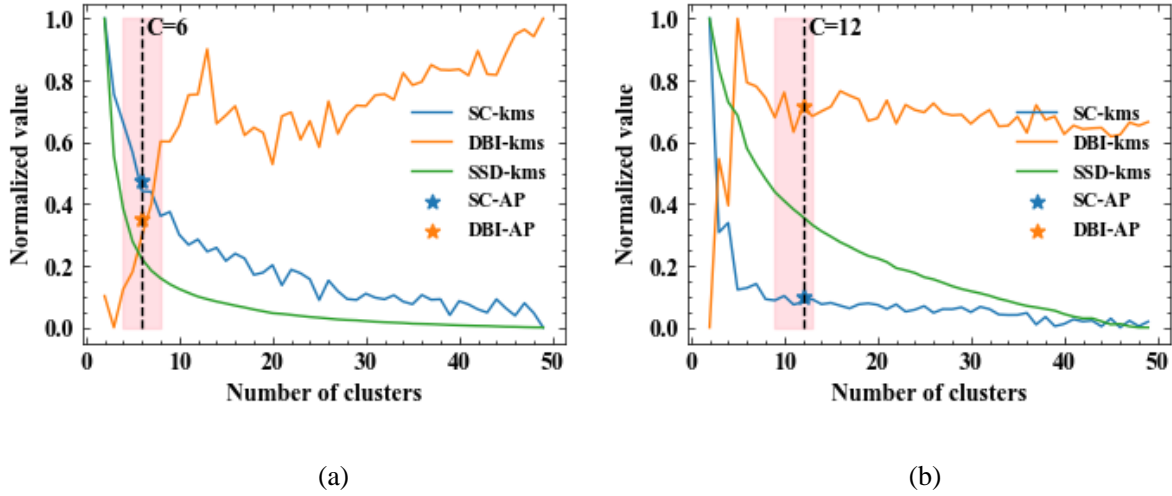 C=6
1.0
0.8
0.6
0.4
0.2
0.0
Normalized value
SC-kms
DBI-kms
SSD-kms
SC-AP
DBI-AP
0 10 20 30 40 50
Number of clusters
(a)
C=12
1.0
0.8
0.6
0.4
0.2
0.0
Normalized value
SC-kms
DBI-kms
SSD-kms
SC-AP
DBI-AP
0 10 20 30 40 50
Number of clusters
(b)